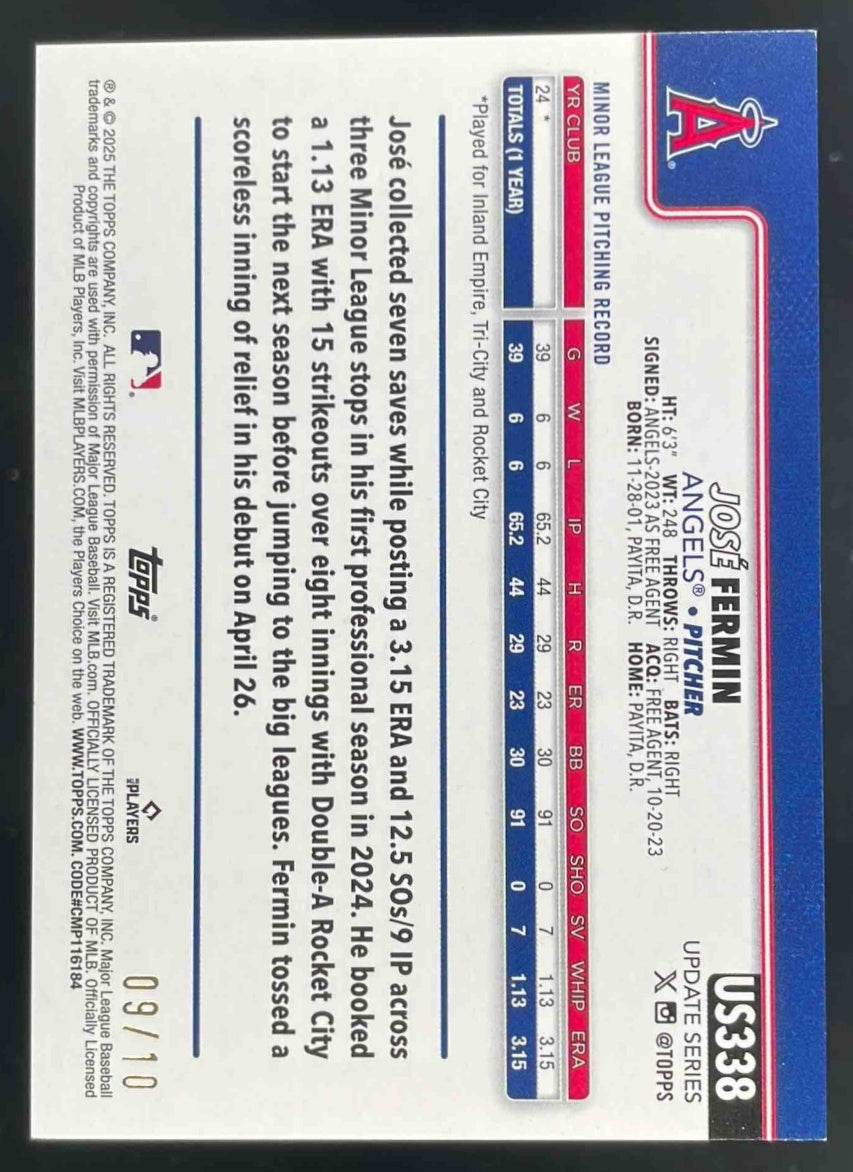 A®
US338
JOSÉ FERMIN
UPDATE SERIES
ANGELS® • PITCHER
X @TOPPS
HT: 6'3" WT: 248 THROWS: RIGHT BATS: RIGHT
SIGNED: ANGELS-2023 AS FREE AGENT ACQ: FREE AGENT, 10-20-23
BORN: 11-28-01, PAYITA, D.R. HOME: PAYITA, D.R.
MINOR LEAGUE PITCHING RECORD
YR CLUB G W L IP H R ER BB SO SHO SV WHIP ERA
24 * 39 6 6 65.2 44 29 23 30 91 0 7 1.13 3.15
TOTALS (1 YEAR) 39 6 6 65.2 44 29 23 30 91 0 7 1.13 3.15
*Played for Inland Empire, Tri-City and Rocket City
José collected seven saves while posting a 3.15 ERA and 12.5 SOs/9 IP across
three Minor League stops in his first professional season in 2024. He booked
a 1.13 ERA with 15 strikeouts over eight innings with Double-A Rocket City
to start the next season before jumping to the big leagues. Fermin tossed a
scoreless inning of relief in his debut on April 26.
topps®
PLAYERS
09/10
® & © 2025 THE TOPPS COMPANY, INC. ALL RIGHTS RESERVED. TOPPS IS A REGISTERED TRADEMARK OF THE TOPPS COMPANY, INC. Major League Baseball
trademarks and copyrights are used with permission of Major League Baseball. Visit MLB.com. OFFICIALLY LICENSED PRODUCT OF MLB. Officially Licensed
Product of MLB Players, Inc. Visit MLBPLAYERS.COM, the Players Choice on the web. WWW.TOPPS.COM. CODE#CMP116184